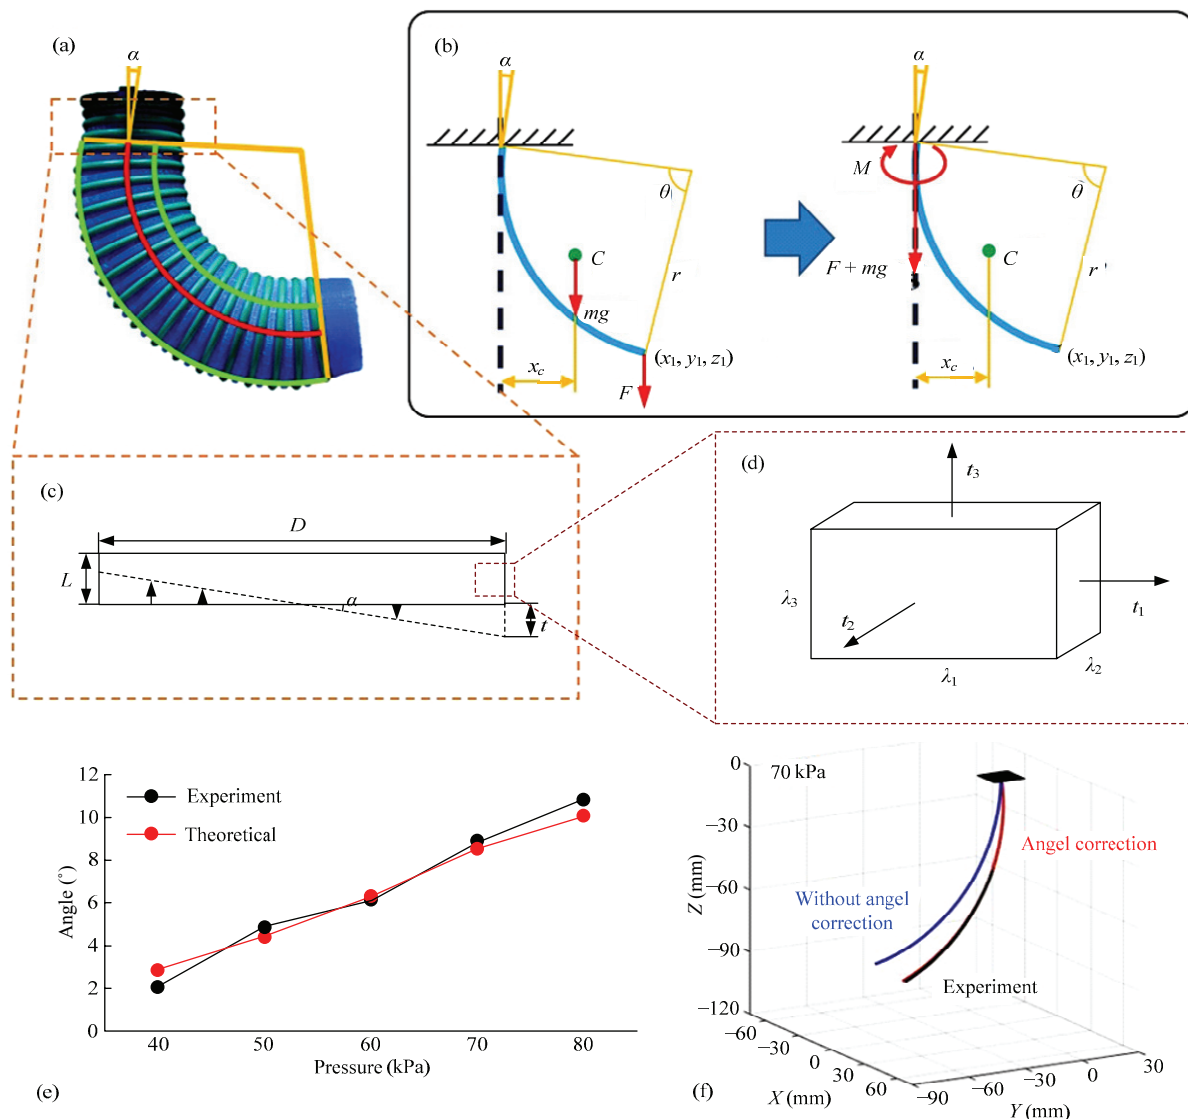 (a)
α
(b)
α
θ
C
r
mg
(x₁, y₁, z₁)
x_c
F
α
M
θ̂
F + mg
C
r '
(x₁, y₁, z₁)
x_c
(c)
D
L
α
t
(d)
t₃
λ₃
t₂
t₁
λ₁
λ₂
12
10
8
6
4
2
0
Angle (°)
Experiment
Theoretical
40 50 60 70 80
Pressure (kPa)
(e)
70 kPa
0
−30
−60
−90
−120
Z (mm)
Angel correction
Without angel
correction
Experiment
−60
−30
0
30
60
X (mm)
−90
−60
−30
0
30
Y (mm)
(f)